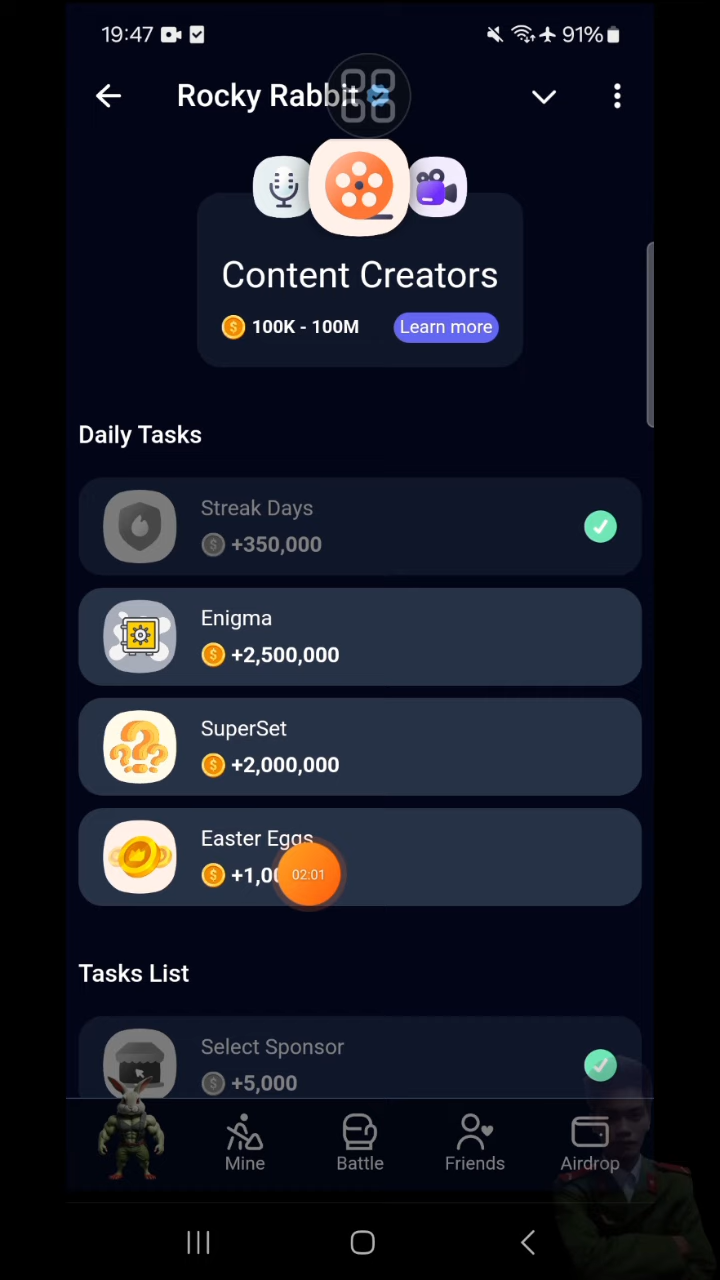 19:47
91%
Rocky Rabbit
Content Creators
100K - 100M
Learn more
Daily Tasks
Streak Days
+350,000
Enigma
+2,500,000
SuperSet
+2,000,000
Easter Eggs
+1,00
02:01
Tasks List
Select Sponsor
+5,000
Mine
Battle
Friends
Airdrop